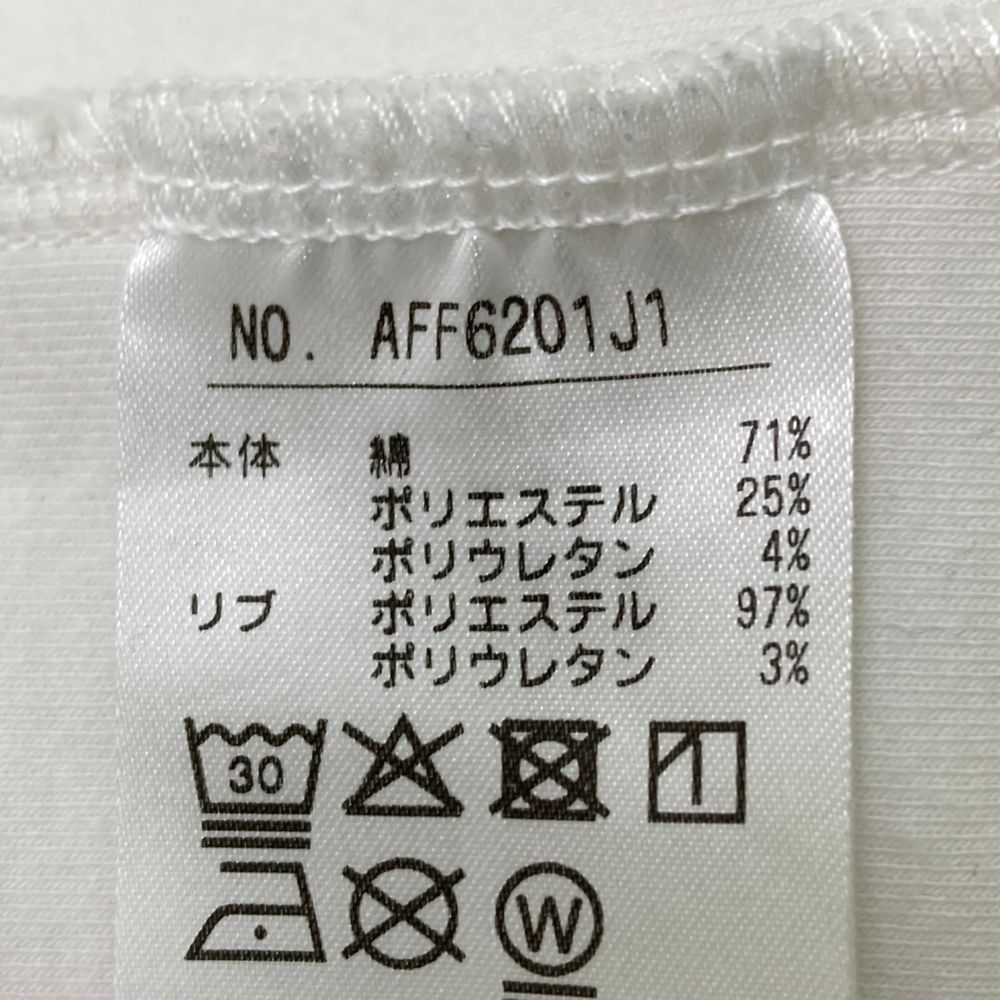 NO. AFF6201J1
本体 綿 71%
ポリエステル 25%
ポリウレタン 4%
リブ ポリエステル 97%
ポリウレタン 3%
30
W